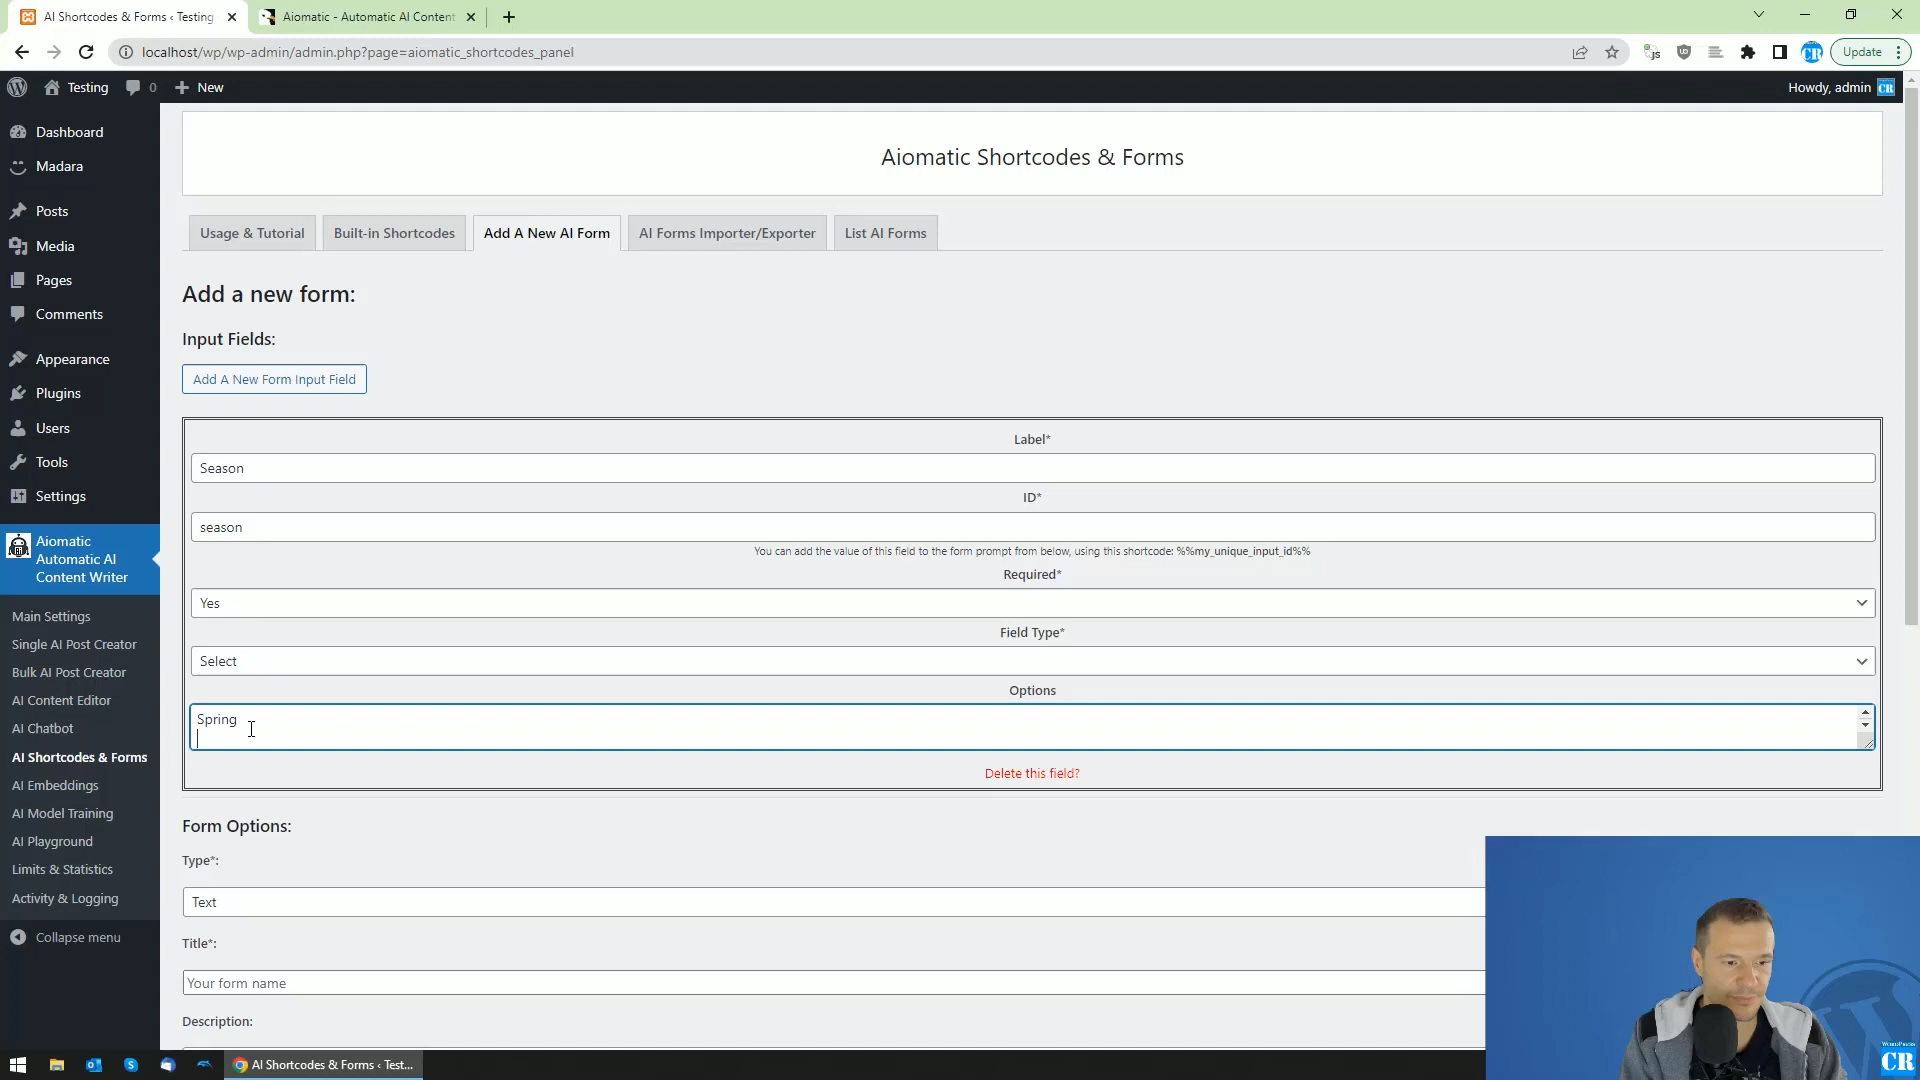 AI Shortcodes & Forms ‹ Testing
Aiomatic - Automatic AI Content
localhost/wp/wp-admin/admin.php?page=aiomatic_shortcodes_panel
Update
Testing
0
New
Howdy, admin
Dashboard
Madara
Posts
Media
Pages
Comments
Appearance
Plugins
Users
Tools
Settings
Aiomatic
Automatic AI
Content Writer
Main Settings
Single AI Post Creator
Bulk AI Post Creator
AI Content Editor
AI Chatbot
AI Shortcodes & Forms
AI Embeddings
AI Model Training
AI Playground
Limits & Statistics
Activity & Logging
Collapse menu
Aiomatic Shortcodes & Forms
Usage & Tutorial
Built-in Shortcodes
Add A New AI Form
AI Forms Importer/Exporter
List AI Forms
Add a new form:
Input Fields:
Add A New Form Input Field
Label*
Season
ID*
season
You can add the value of this field to the form prompt from below, using this shortcode: %%my_unique_input_id%%
Required*
Yes
Field Type*
Select
Options
Spring
Delete this field?
Form Options:
Type*:
Text
Title*:
Your form name
Description:
AI Shortcodes & Forms ‹ Test...
WORDPRESS
CR